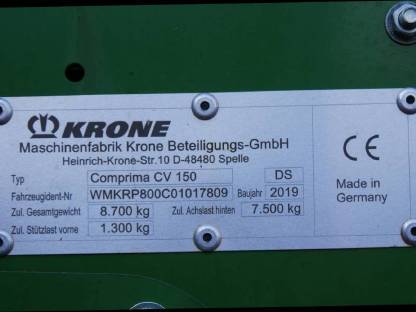 KRONE
Maschinenfabrik Krone Beteiligungs-GmbH
Heinrich-Krone-Str.10 D-48480 Spelle
Typ Comprima CV 150 DS
Fahrzeugident-Nr WMKRP800C01017809 Baujahr 2019
Zul. Gesamtgewicht 8.700 kg Zul. Achslast hinten 7.500 kg
Zul. Stützlast vorne 1.300 kg
CE
Made in
Germany